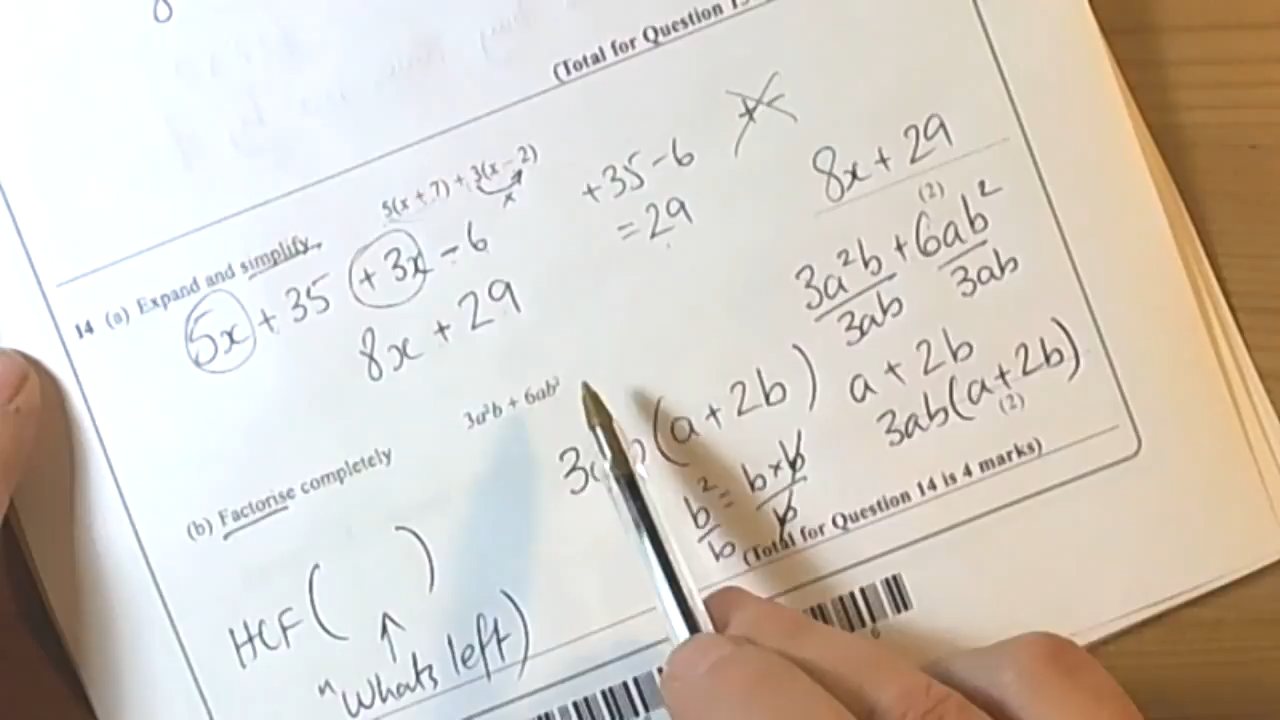 (Total for Question 
14 (a) Expand and simplify
5(x + 7) + 3(x − 2)
x
5x + 35 + 3x − 6
8x + 29
+35 − 6
= 29
8x + 29
(2)
(b) Factorise completely
3a²b + 6ab²
3a²b + 6ab²
3ab 3ab
a + 2b
3ab(a+2b)
(2)
(a + 2b)
b² = b × b
b b
HCF ( )
↑
"Whats left)
(Total for Question 14 is 4 marks)